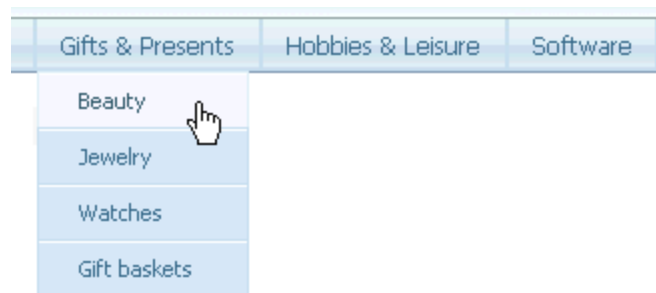 Gifts & Presents Hobbies & Leisure Software
Beauty
Jewelry
Watches
Gift baskets